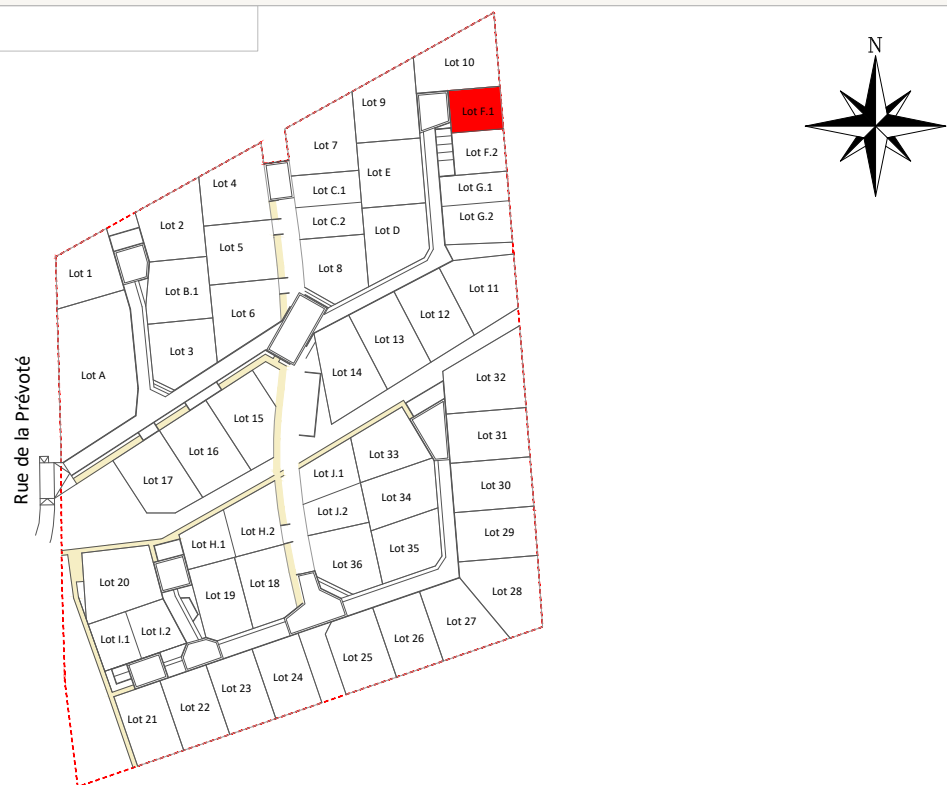 N
Lot 10
Lot 9
Lot F.1
Lot 7
Lot F.2
Lot 4
Lot E
Lot C.1
Lot G.1
Lot 2
Lot C.2
Lot G.2
Lot D
Lot 5
Lot 1
Lot 8
Lot B.1
Lot 11
Lot 6
Lot 12
Lot 13
Lot 3
Lot A
Lot 14
Lot 32
Rue de la Prévoté
Lot 15
Lot 31
Lot 16
Lot 33
Lot J.1
Lot 17
Lot 30
Lot 34
Lot J.2
Lot H.2
Lot 29
Lot H.1
Lot 35
Lot 36
Lot 20
Lot 18
Lot 28
Lot 19
Lot 27
Lot I.2
Lot I.1
Lot 26
Lot 25
Lot 24
Lot 23
Lot 22
Lot 21